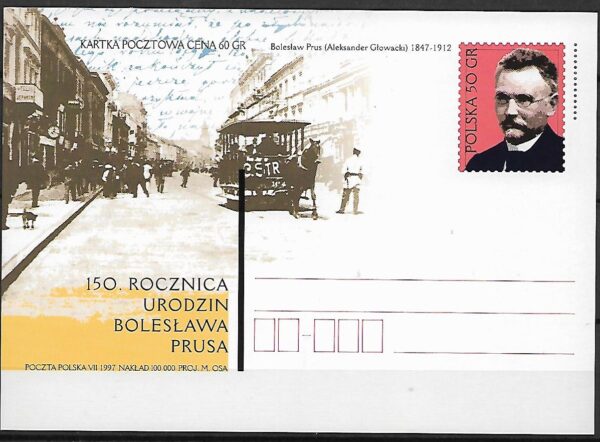 KARTKA POCZTOWA CENA 60 GR
Bolesław Prus (Aleksander Głowacki) 1847-1912
POLSKA 50 GR
P.STR
150. ROCZNICA
URODZIN
BOLESŁAWA
PRUSA
POCZTA POLSKA VII 1997 NAKŁAD 100.000 PROJ. M. OSA